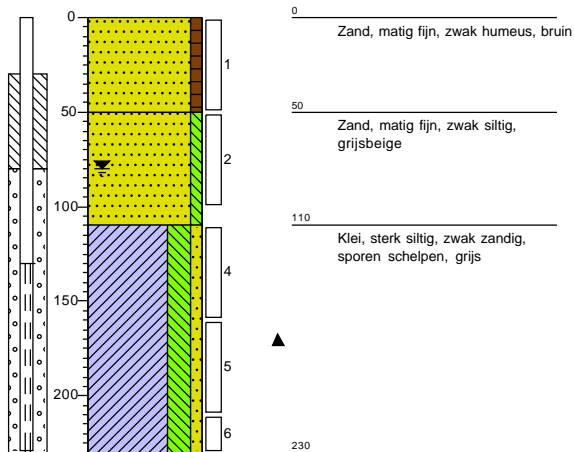 0
50
100
150
200
1
2
4
5
6
0
Zand, matig fijn, zwak humeus, bruin
50
Zand, matig fijn, zwak siltig,
grijsbeige
110
Klei, sterk siltig, zwak zandig,
sporen schelpen, grijs
230